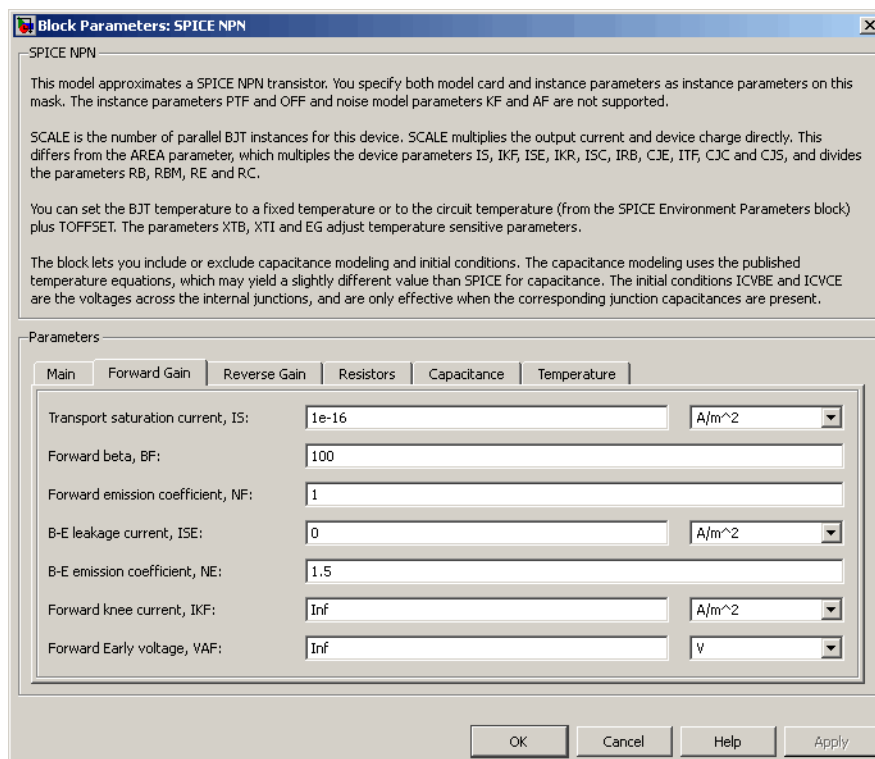 Block Parameters: SPICE NPN
SPICE NPN
This model approximates a SPICE NPN transistor. You specify both model card and instance parameters as instance parameters on this
mask. The instance parameters PTF and OFF and noise model parameters KF and AF are not supported.
SCALE is the number of parallel BJT instances for this device. SCALE multiplies the output current and device charge directly. This
differs from the AREA parameter, which multiples the device parameters IS, IKF, ISE, IKR, ISC, IRB, CJE, ITF, CJC and CJS, and divides
the parameters RB, RBM, RE and RC.
You can set the BJT temperature to a fixed temperature or to the circuit temperature (from the SPICE Environment Parameters block)
plus TOFFSET. The parameters XTB, XTI and EG adjust temperature sensitive parameters.
The block lets you include or exclude capacitance modeling and initial conditions. The capacitance modeling uses the published
temperature equations, which may yield a slightly different value than SPICE for capacitance. The initial conditions ICVBE and ICVCE
are the voltages across the internal junctions, and are only effective when the corresponding junction capacitances are present.
Parameters
Main Forward Gain Reverse Gain Resistors Capacitance Temperature
Transport saturation current, IS: 1e-16 A/m^2
Forward beta, BF: 100
Forward emission coefficient, NF: 1
B-E leakage current, ISE: 0 A/m^2
B-E emission coefficient, NE: 1.5
Forward knee current, IKF: Inf A/m^2
Forward Early voltage, VAF: Inf V
OK Cancel Help Apply